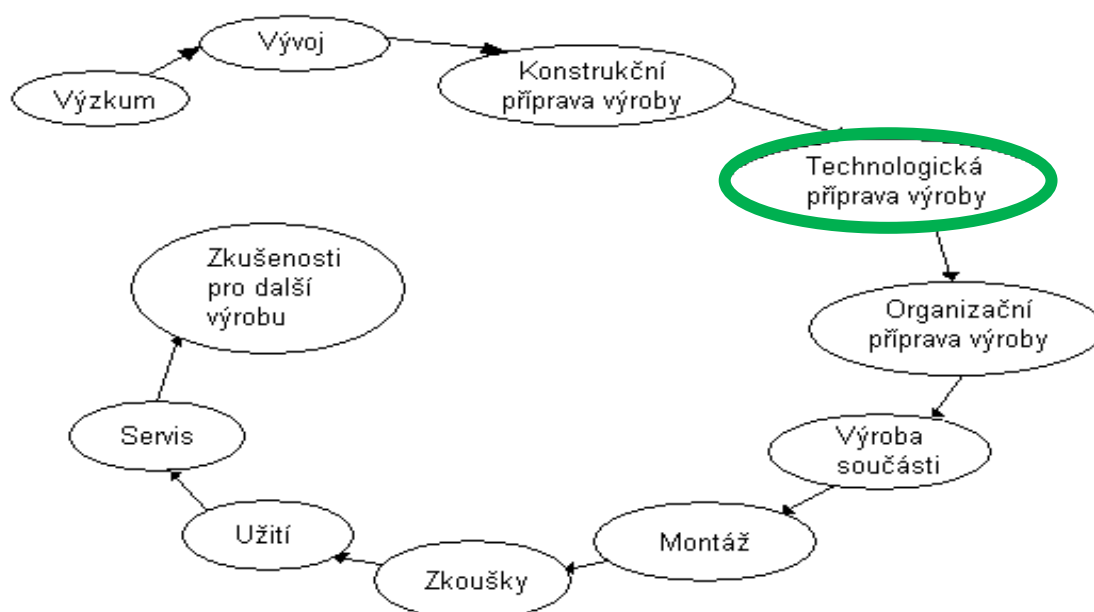 Výzkum
Vývoj
Konstrukční
příprava výroby
Technologická
příprava výroby
Organizační
příprava výroby
Výroba
součásti
Montáž
Zkoušky
Užití
Servis
Zkušenosti
pro další
výrobu